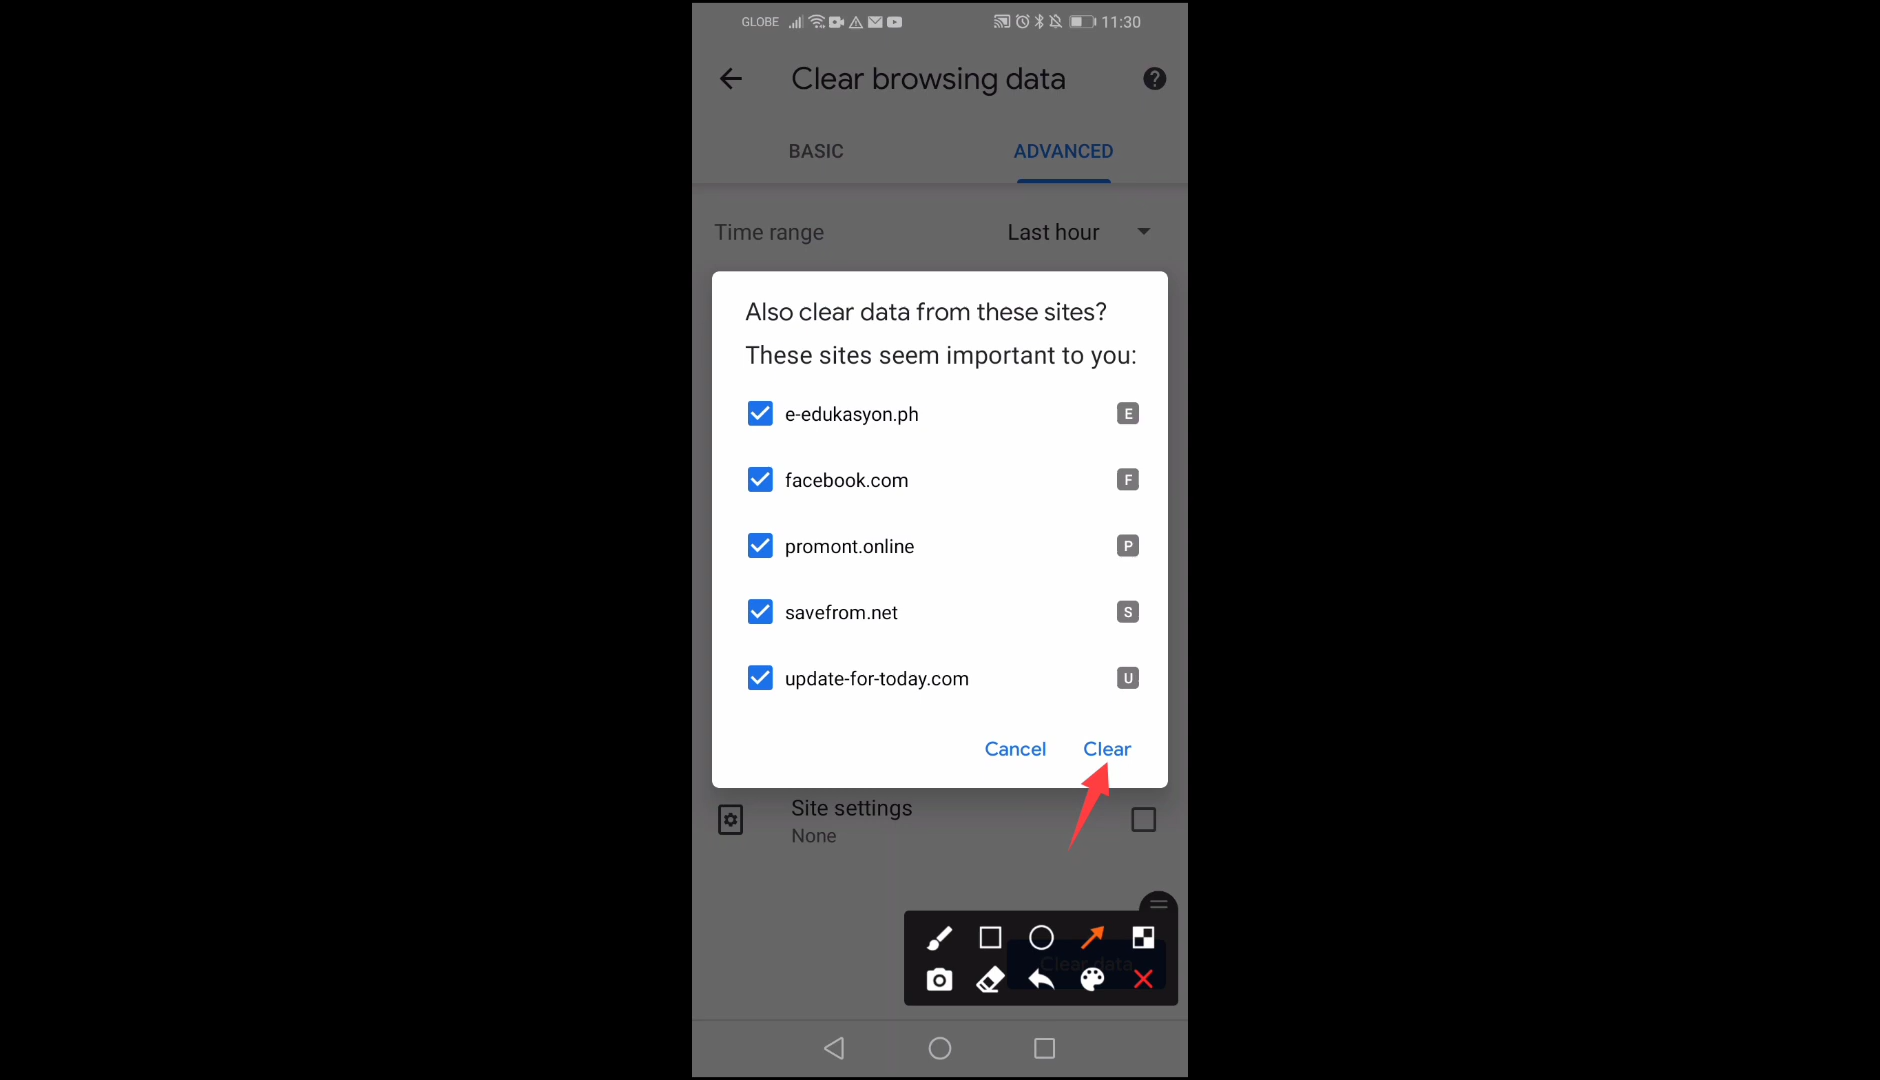 GLOBE 11:30
Clear browsing data
BASIC ADVANCED
Time range Last hour
Also clear data from these sites?
These sites seem important to you:
e-edukasyon.ph E
facebook.com F
promont.online P
savefrom.net S
update-for-today.com U
Cancel Clear
Site settings
None
Clear data